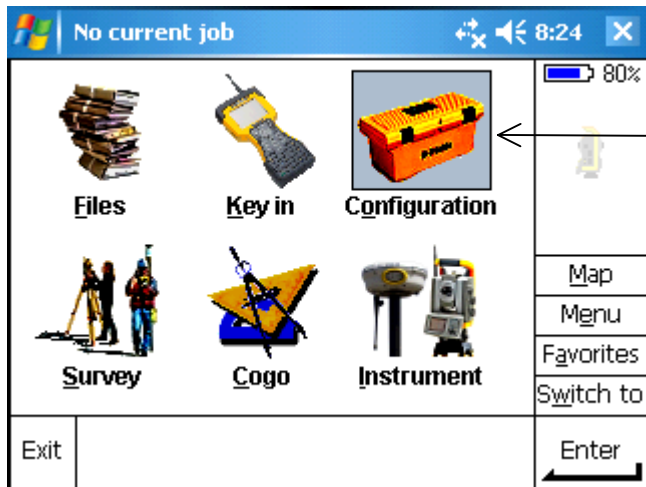 No current job 8:24
80%
Files Key in Configuration
Survey Cogo Instrument
Map
Menu
Favorites
Switch to
Exit Enter